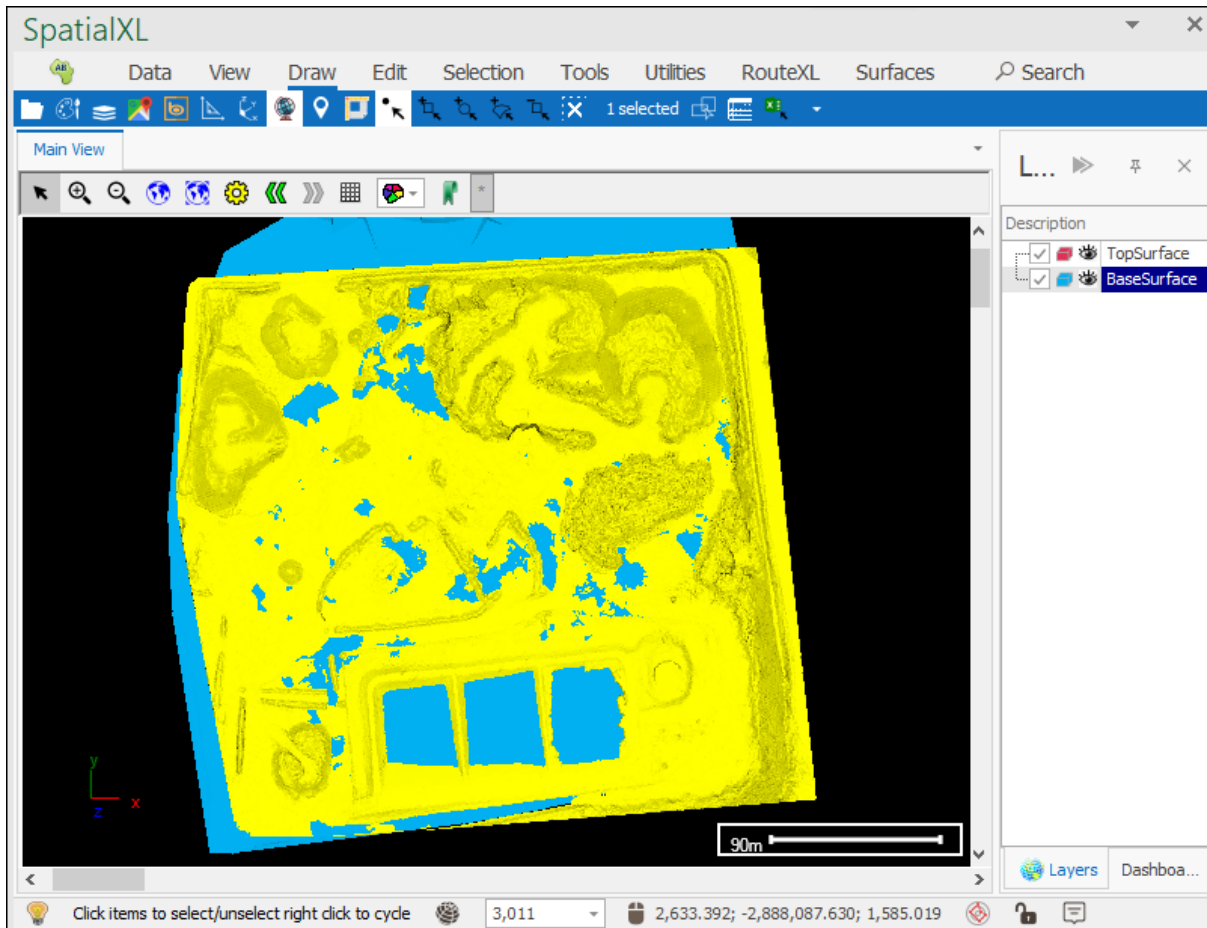 SpatialXL
AB
Data View Draw Edit Selection Tools Utilities RouteXL Surfaces Search
1 selected
Main View
L...
*
Description
TopSurface
BaseSurface
y
x
z
90m
Layers Dashboa...
Click items to select/unselect right click to cycle 3,011 2,633.392; -2,888,087.630; 1,585.019